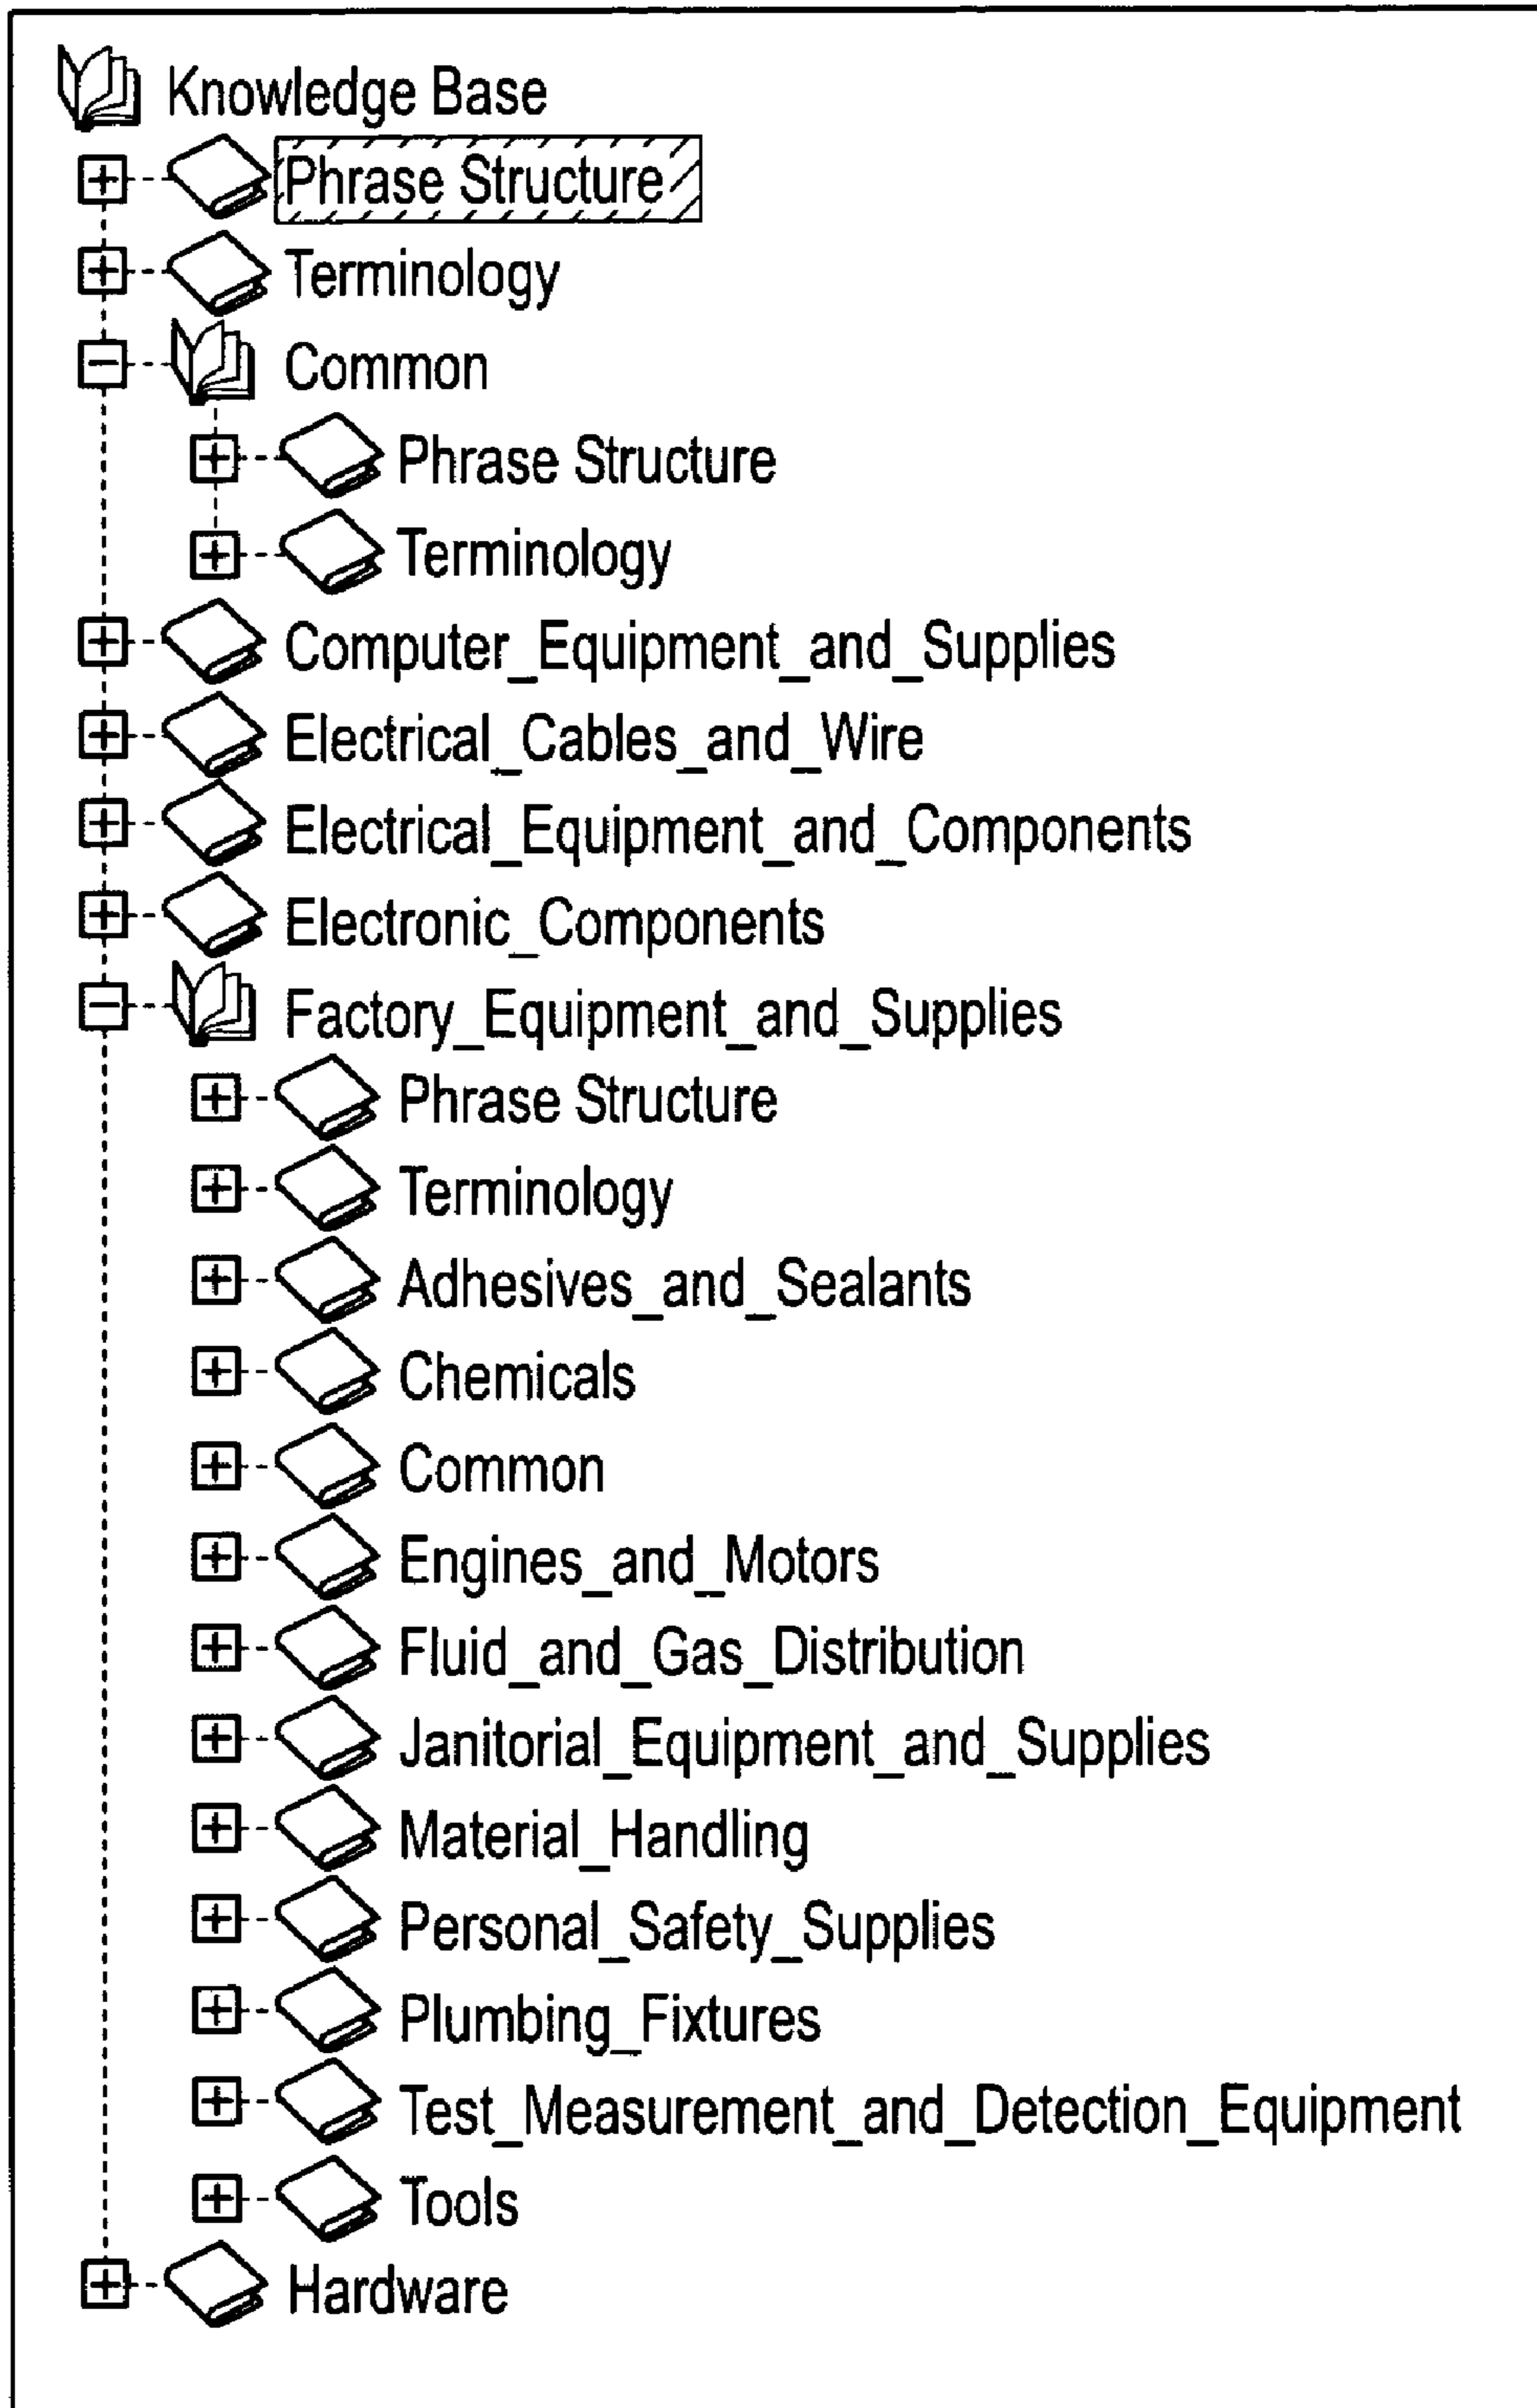 Knowledge Base
Phrase Structure
Terminology
Common
Phrase Structure
Terminology
Computer_Equipment_and_Supplies
Electrical_Cables_and_Wire
Electrical_Equipment_and_Components
Electronic_Components
Factory_Equipment_and_Supplies
Phrase Structure
Terminology
Adhesives_and_Sealants
Chemicals
Common
Engines_and_Motors
Fluid_and_Gas_Distribution
Janitorial_Equipment_and_Supplies
Material_Handling
Personal_Safety_Supplies
Plumbing_Fixtures
Test_Measurement_and_Detection_Equipment
Tools
Hardware